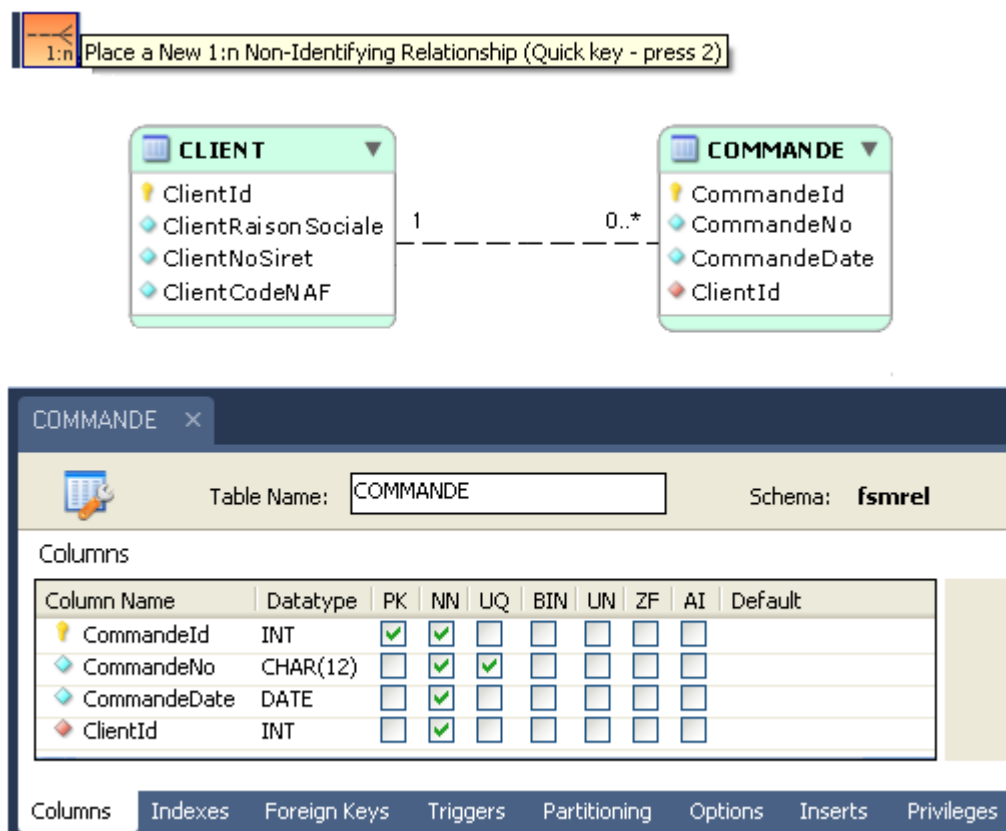 1:n Place a New 1:n Non-Identifying Relationship (Quick key - press 2)
CLIENT
ClientId
ClientRaisonSociale
ClientNoSiret
ClientCodeNAF
1
0..*
COMMANDE
CommandeId
CommandeNo
CommandeDate
ClientId
COMMANDE
Table Name: COMMANDE Schema: fsmrel
Columns
Column Name Datatype PK NN UQ BIN UN ZF AI Default
CommandeId INT
CommandeNo CHAR(12)
CommandeDate DATE
ClientId INT
Columns Indexes Foreign Keys Triggers Partitioning Options Inserts Privileges